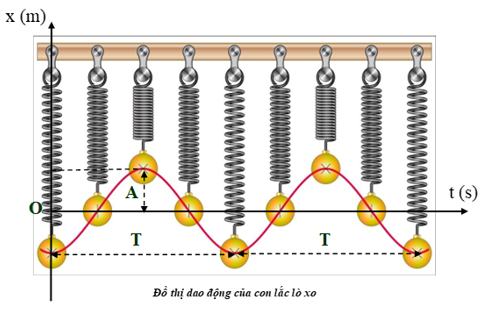 x (m)
t (s)
O
A
T
T
Đồ thị dao động của con lắc lò xo